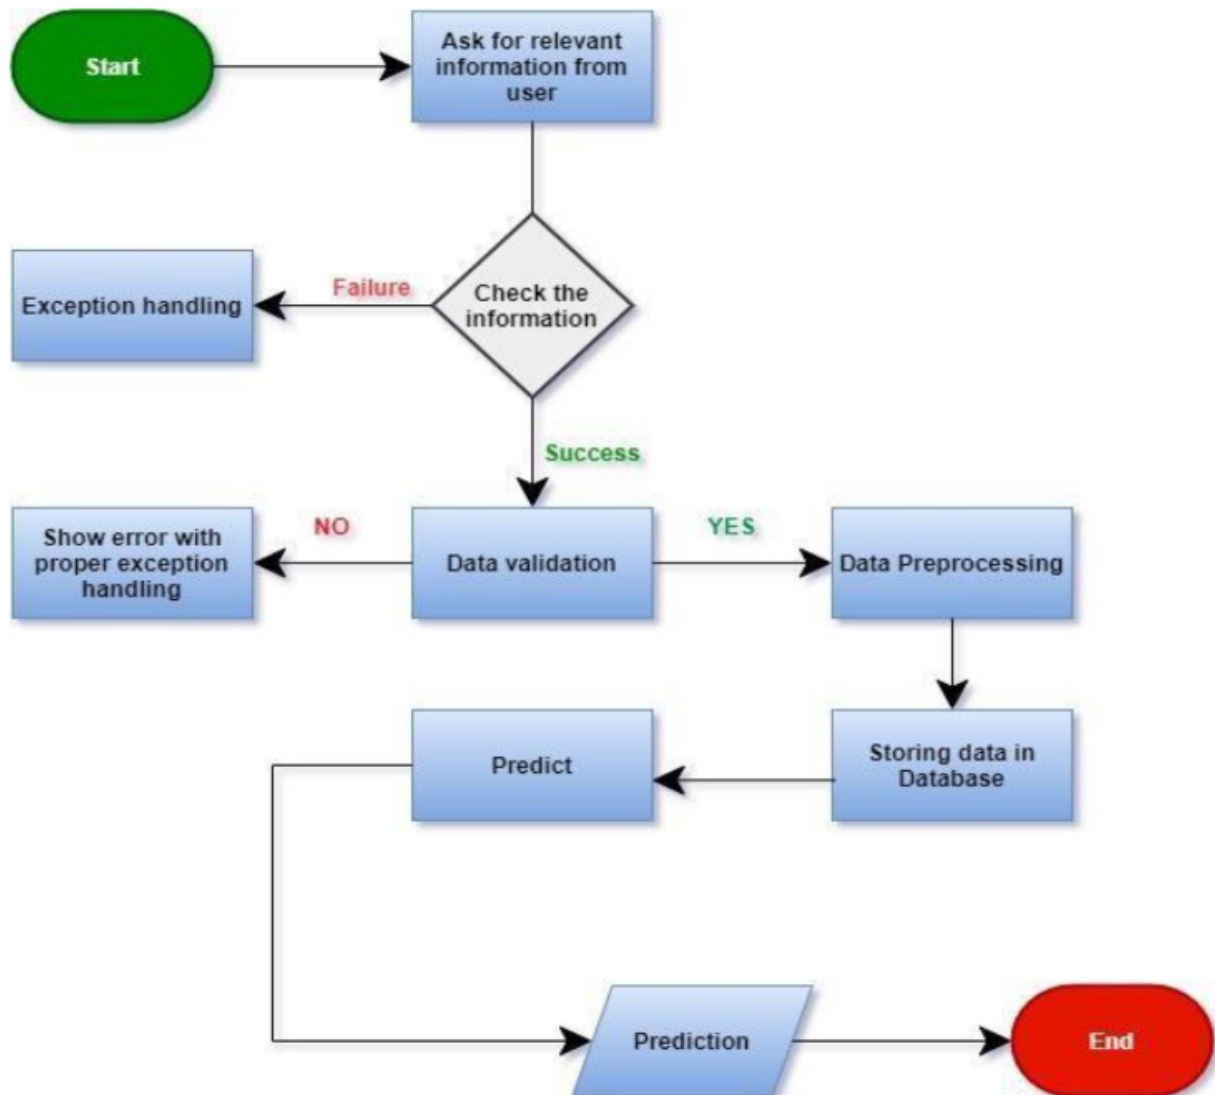 Start
Ask for relevant
information from
user
Failure
Exception handling
Check the
information
Success
NO
YES
Show error with
proper exception
handling
Data validation
Data Preprocessing
Predict
Storing data in
Database
Prediction
End